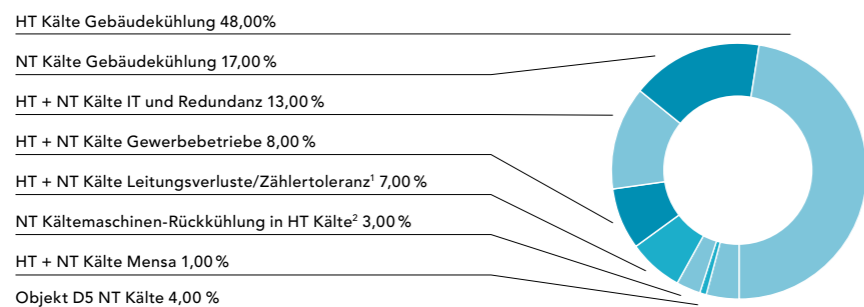 HT Kälte Gebäudekühlung 48,00%
NT Kälte Gebäudekühlung 17,00%
HT + NT Kälte IT und Redundanz 13,00%
HT + NT Kälte Gewerbebetriebe 8,00%
HT + NT Kälte Leitungsverluste/Zählertoleranz¹ 7,00%
NT Kältemaschinen-Rückkühlung in HT Kälte² 3,00%
HT + NT Kälte Mensa 1,00%
Objekt D5 NT Kälte 4,00 %